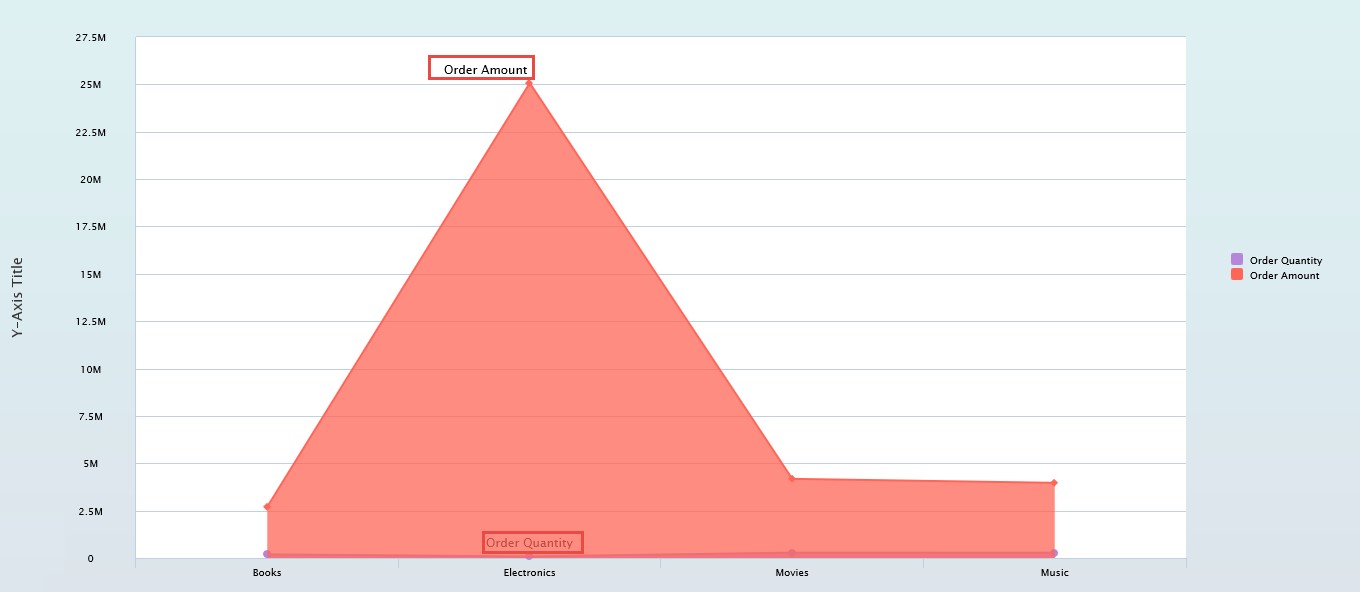 27.5M
Order Amount
25M
22.5M
20M
17.5M
15M
12.5M
10M
7.5M
5M
2.5M
0
Y-Axis Title
Order Quantity
Books
Electronics
Movies
Music
Order Quantity
Order Amount